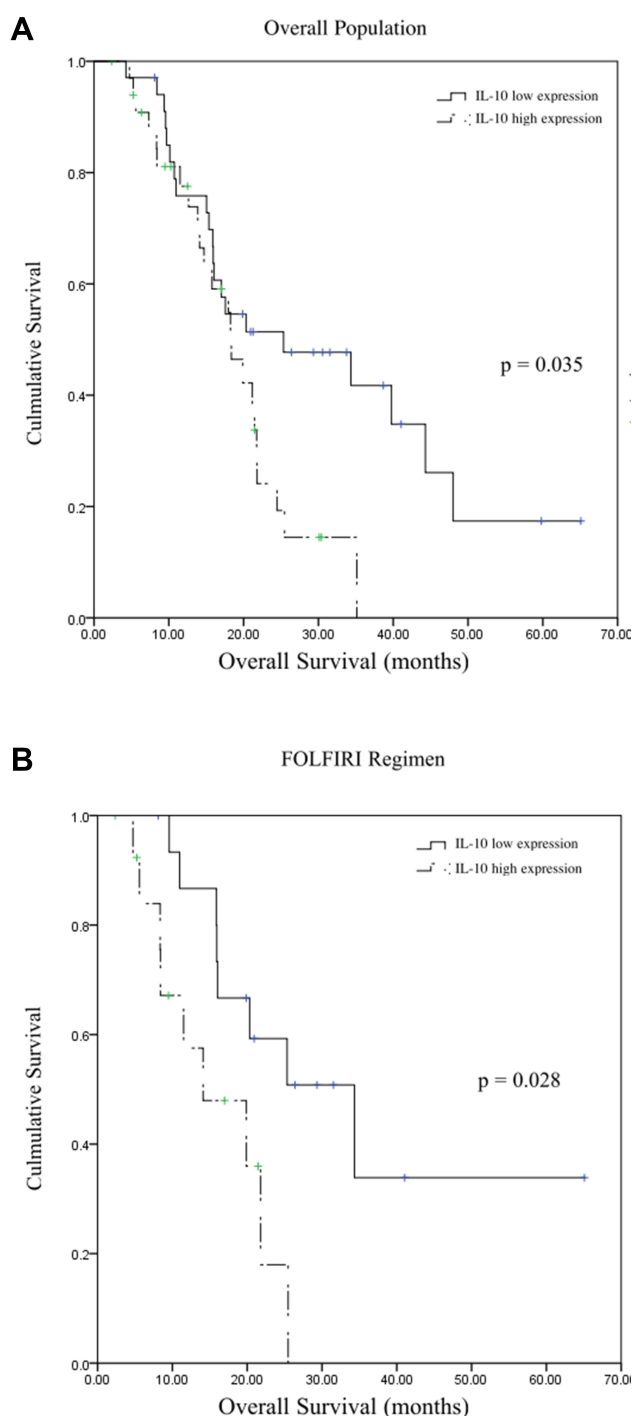 A
Overall Population
1.0
IL-10 low expression
IL-10 high expression
0.8
0.6
Culmulative Survival
p = 0.035
0.4
0.2
0.0
0.00 10.00 20.00 30.00 40.00 50.00 60.00 70.00
Overall Survival (months)
B
FOLFIRI Regimen
1.0
IL-10 low expression
IL-10 high expression
0.8
0.6
Culmulative Survival
p = 0.028
0.4
0.2
0.0
0.00 10.00 20.00 30.00 40.00 50.00 60.00 70.00
Overall Survival (months)